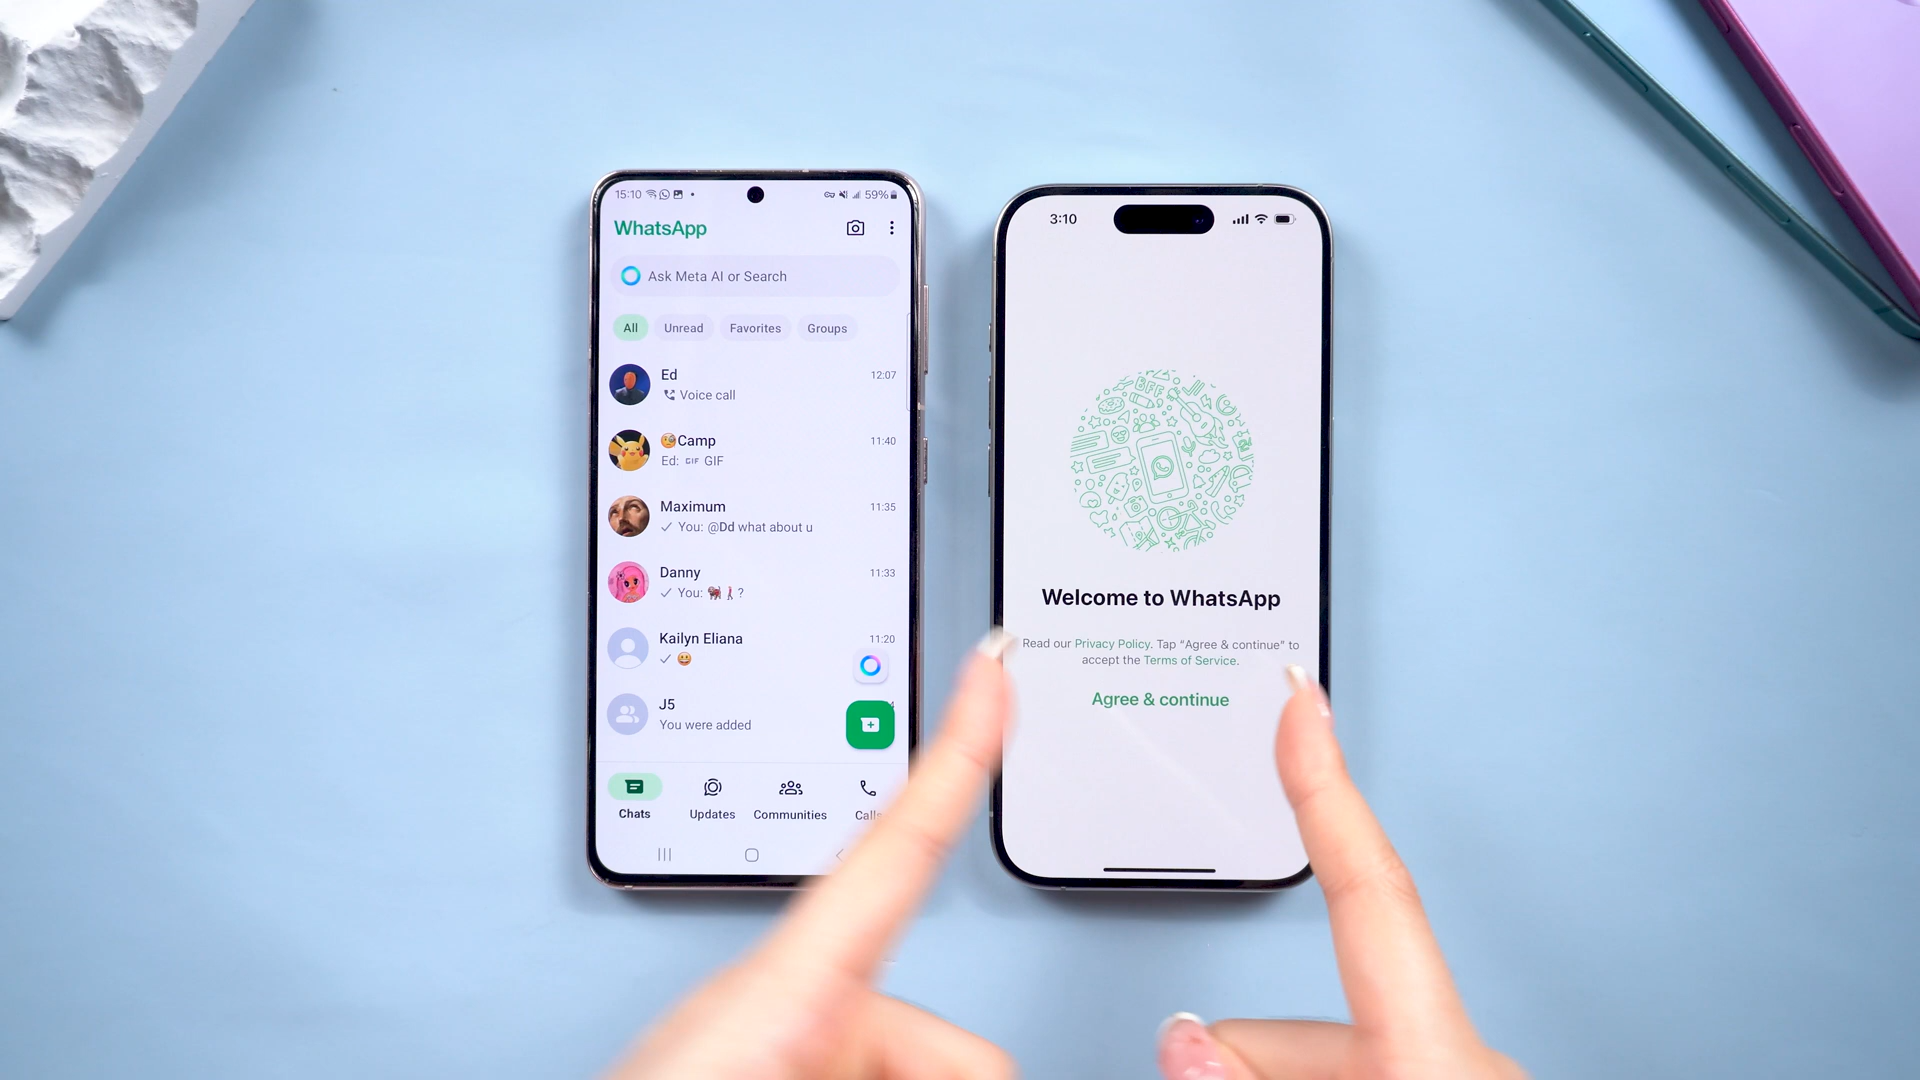 15:10
59%
WhatsApp
Ask Meta AI or Search
All
Unread
Favorites
Groups
Ed
12:07
Voice call
🧐Camp
11:40
Ed: GIF GIF
Maximum
11:35
You: @Dd what about u
Danny
11:33
You: 🐕‍🦺🚶?
Kailyn Eliana
11:20
😃
J5
You were added
Chats
Updates
Communities
Calls
3:10
BFF
Welcome to WhatsApp
Read our Privacy Policy. Tap “Agree & continue” to
accept the Terms of Service.
Agree & continue